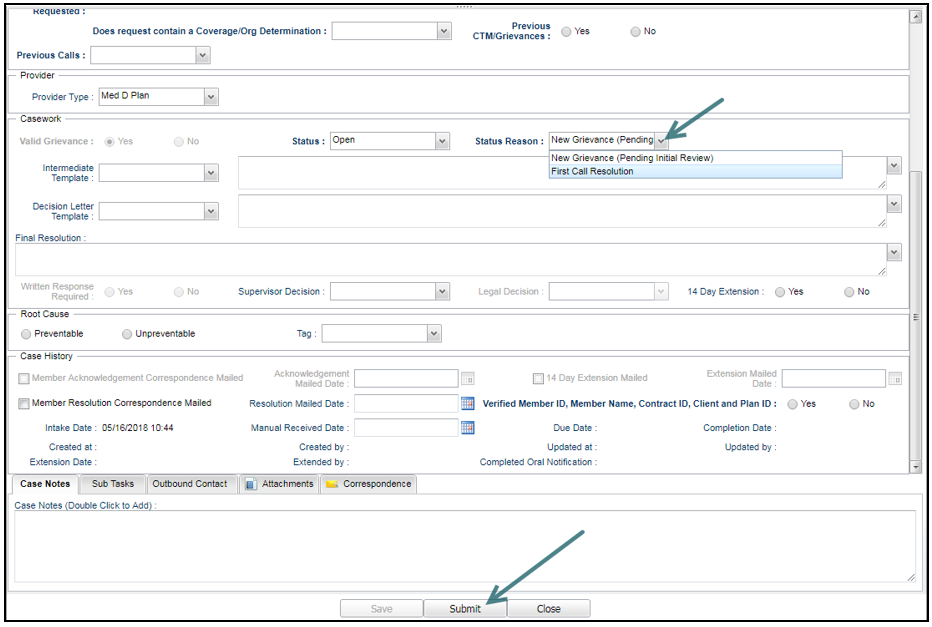 Requested :
Does request contain a Coverage/Org Determination :
Previous
CTM/Grievances :
Yes
No
Previous Calls :
Provider
Provider Type :
Med D Plan
Casework
Valid Grievance :
Yes
No
Status :
Open
Status Reason :
New Grievance (Pending
New Grievance (Pending Initial Review)
First Call Resolution
Intermediate
Template :
Decision Letter
Template :
Final Resolution :
Written Response
Required :
Yes
No
Supervisor Decision :
Legal Decision :
14 Day Extension :
Yes
No
Root Cause
Preventable
Unpreventable
Tag :
Case History
Member Acknowledgement Correspondence Mailed
Acknowledgement
Mailed Date :
14 Day Extension Mailed
Extension Mailed
Date :
Member Resolution Correspondence Mailed
Resolution Mailed Date :
Verified Member ID, Member Name, Contract ID, Client and Plan ID :
Yes
No
Intake Date : 05/16/2018 10:44
Manual Received Date :
Due Date :
Completion Date :
Created at :
Created by :
Updated at :
Updated by :
Extension Date :
Extended by :
Completed Oral Notification :
Case Notes
Sub Tasks
Outbound Contact
Attachments
Correspondence
Case Notes (Double Click to Add) :
Save
Submit
Close